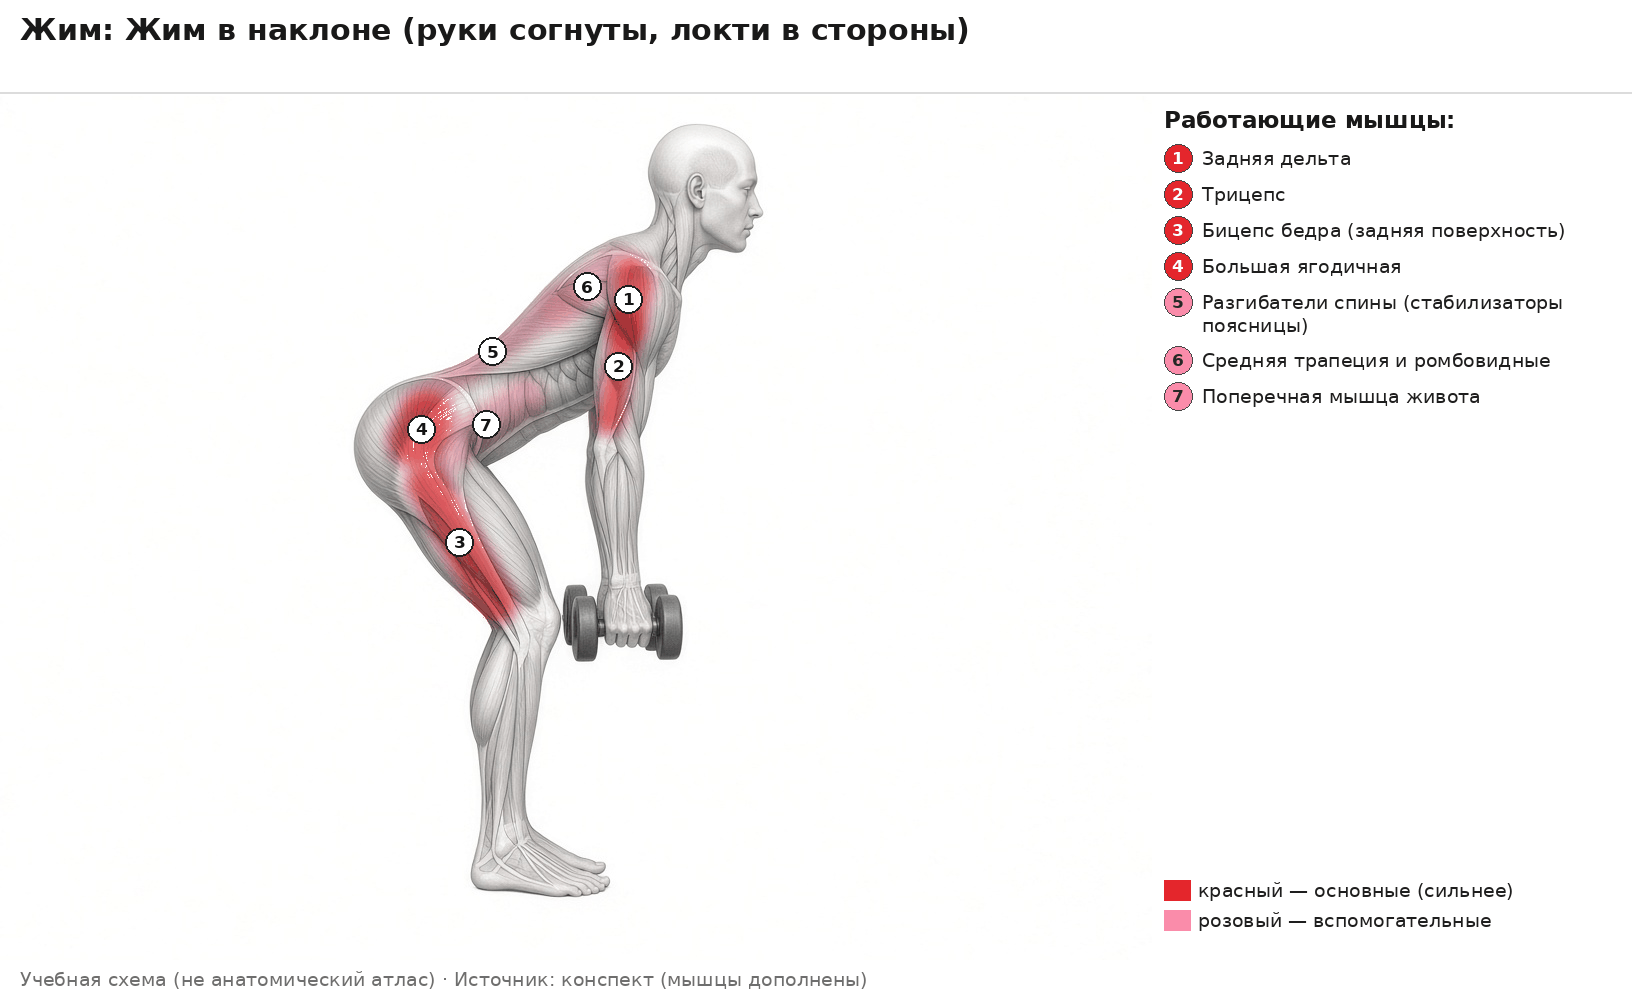 Жим: Жим в наклоне (руки согнуты, локти в стороны)
Работающие мышцы:
1 Задняя дельта
2 Трицепс
3 Бицепс бедра (задняя поверхность)
4 Большая ягодичная
5 Разгибатели спины (стабилизаторы
поясницы)
6 Средняя трапеция и ромбовидные
7 Поперечная мышца живота
6
1
5
2
4
7
3
красный — основные (сильнее)
розовый — вспомогательные
Учебная схема (не анатомический атлас) · Источник: конспект (мышцы дополнены)